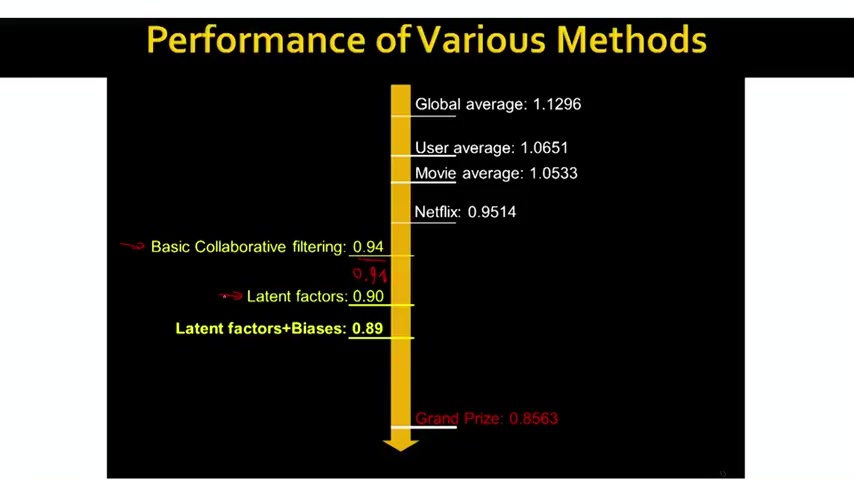 Performance of Various Methods
Global average: 1.1296
User average: 1.0651
Movie average: 1.0533
Netflix: 0.9514
Basic Collaborative filtering: 0.94
0.91
Latent factors: 0.90
Latent factors+Biases: 0.89
Grand Prize: 0.8563